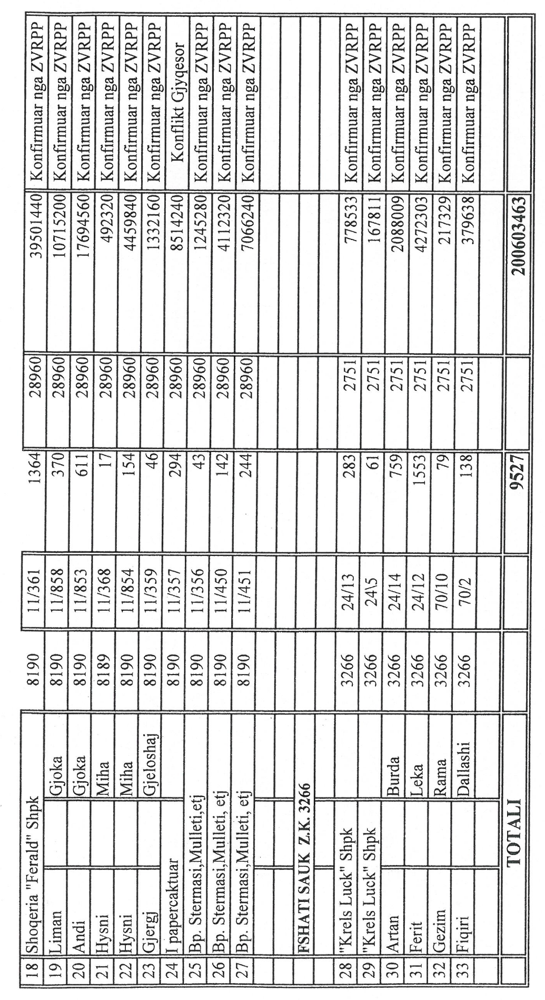 18 Shoqeria "Ferald" Shpk 8190 11/361 1364 28960 39501440 Konfirmuar nga ZVRPP
19 Liman Gjoka 8190 11/858 370 28960 10715200 Konfirmuar nga ZVRPP
20 Andi Gjoka 8190 11/853 611 28960 17694560 Konfirmuar nga ZVRPP
21 Hysni Miha 8189 11/368 17 28960 492320 Konfirmuar nga ZVRPP
22 Hysni Miha 8190 11/854 154 28960 4459840 Konfirmuar nga ZVRPP
23 Gjergj Gjeloshaj 8190 11/359 46 28960 1332160 Konfirmuar nga ZVRPP
24 I papercaktuar 8190 11/357 294 28960 8514240 Konflikt Gjyqesor
25 Bp. Stermasi,Mulleti,etj 8190 11/356 43 28960 1245280 Konfirmuar nga ZVRPP
26 Bp. Stermasi,Mulleti, etj 8190 11/450 142 28960 4112320 Konfirmuar nga ZVRPP
27 Bp. Stermasi,Mulleti, etj 8190 11/451 244 28960 7066240 Konfirmuar nga ZVRPP
FSHATI SAUK Z.K. 3266
28 "Krels Luck" Shpk 3266 24/13 283 2751 778533 Konfirmuar nga ZVRPP
29 "Krels Luck" Shpk 3266 24\5 61 2751 167811 Konfirmuar nga ZVRPP
30 Artan Burda 3266 24/14 759 2751 2088009 Konfirmuar nga ZVRPP
31 Ferit Leka 3266 24/12 1553 2751 4272303 Konfirmuar nga ZVRPP
32 Gezim Rama 3266 70/10 79 2751 217329 Konfirmuar nga ZVRPP
33 Fiqiri Dallashi 3266 70/2 138 2751 379638 Konfirmuar nga ZVRPP
TOTALI 9527 200603463